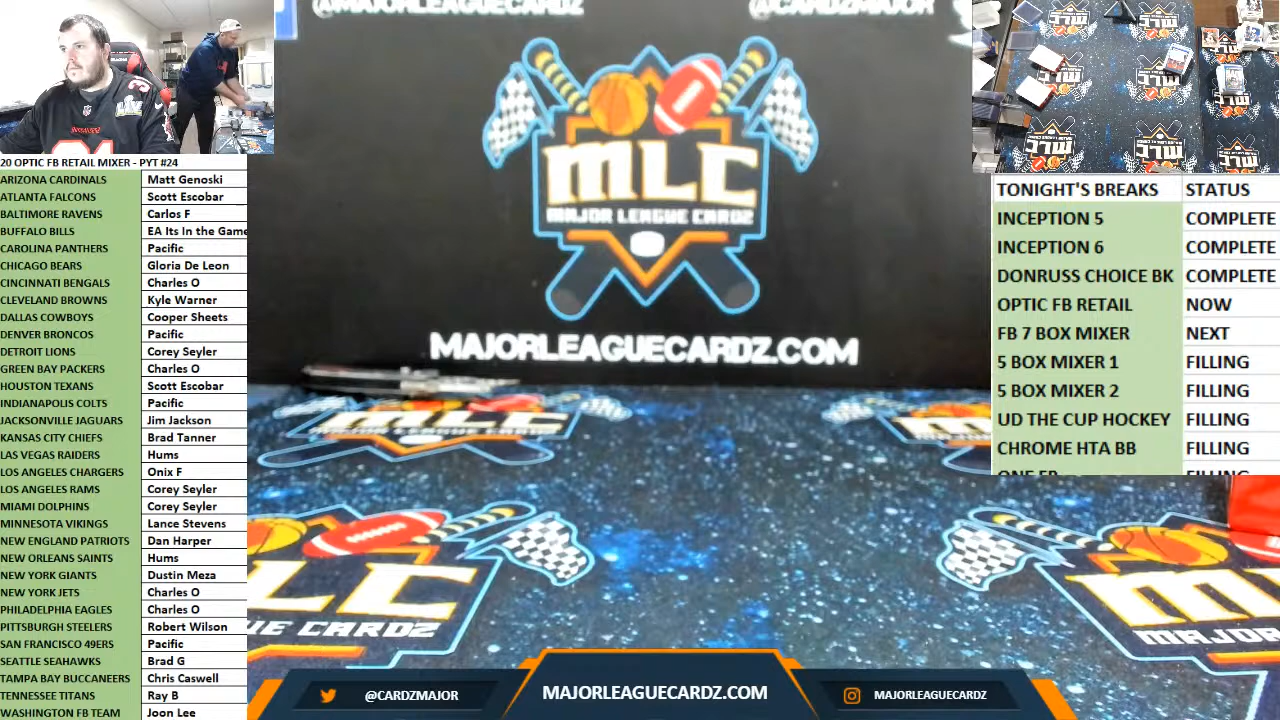 @MAJORLEAGUECARDZ
@CARDZMAJOR
MLC
MAJOR LEAGUE CARDZ
MAJORLEAGUECARDZ.COM
20 OPTIC FB RETAIL MIXER - PYT #24
ARIZONA CARDINALS Matt Genoski
ATLANTA FALCONS Scott Escobar
BALTIMORE RAVENS Carlos F
BUFFALO BILLS EA Its In the Game
CAROLINA PANTHERS Pacific
CHICAGO BEARS Gloria De Leon
CINCINNATI BENGALS Charles O
CLEVELAND BROWNS Kyle Warner
DALLAS COWBOYS Cooper Sheets
DENVER BRONCOS Pacific
DETROIT LIONS Corey Seyler
GREEN BAY PACKERS Charles O
HOUSTON TEXANS Scott Escobar
INDIANAPOLIS COLTS Pacific
JACKSONVILLE JAGUARS Jim Jackson
KANSAS CITY CHIEFS Brad Tanner
LAS VEGAS RAIDERS Hums
LOS ANGELES CHARGERS Onix F
LOS ANGELES RAMS Corey Seyler
MIAMI DOLPHINS Corey Seyler
MINNESOTA VIKINGS Lance Stevens
NEW ENGLAND PATRIOTS Dan Harper
NEW ORLEANS SAINTS Hums
NEW YORK GIANTS Dustin Meza
NEW YORK JETS Charles O
PHILADELPHIA EAGLES Charles O
PITTSBURGH STEELERS Robert Wilson
SAN FRANCISCO 49ERS Pacific
SEATTLE SEAHAWKS Brad G
TAMPA BAY BUCCANEERS Chris Caswell
TENNESSEE TITANS Ray B
WASHINGTON FB TEAM Joon Lee
TONIGHT'S BREAKS STATUS
INCEPTION 5 COMPLETE
INCEPTION 6 COMPLETE
DONRUSS CHOICE BK COMPLETE
OPTIC FB RETAIL NOW
FB 7 BOX MIXER NEXT
5 BOX MIXER 1 FILLING
5 BOX MIXER 2 FILLING
UD THE CUP HOCKEY FILLING
CHROME HTA BB FILLING
ONE FB FILLING
@CARDZMAJOR
MAJORLEAGUECARDZ.COM
MAJORLEAGUECARDZ